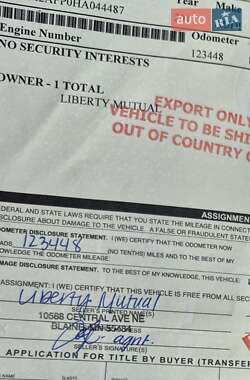 auto RIA
2APP0HA044487
Year Make
Engine Number
Odometer
123448
NO SECURITY INTERESTS
OWNER - 1 TOTAL
LIBERTY MUTUAL
EXPORT ONLY
VEHICLE TO BE SHI
OUT OF COUNTRY
ASSIGNMENT
FEDERAL AND STATE LAWS REQUIRE THAT YOU STATE THE MILEAGE IN CONNECT
DISCLOSURE ABOUT DAMAGE TO THE VEHICLE. A FALSE OR FRAUDULENT STATE
ODOMETER DISCLOSURE STATEMENT. I (WE) CERTIFY THAT THE ODOMETER NOW
READS 123448 (NO TENTHS) MILES AND TO THE BEST OF MY
KNOWLEDGE THE ODOMETER MILEAGE
DAMAGE DISCLOSURE STATEMENT. TO THE BEST OF MY KNOWLEDGE, THIS VEHICLE
I (WE) CERTIFY THAT THIS VEHICLE IS FREE FROM ALL SEC
Liberty Mutual
SELLER'S PRINTED NAME(S)
10568 CENTRAL AVE NE
BLAINE, MN 55434
agnt.
SELLER'S SIGNATURE(S)
APPLICATION FOR TITLE BY BUYER (TRANSFER